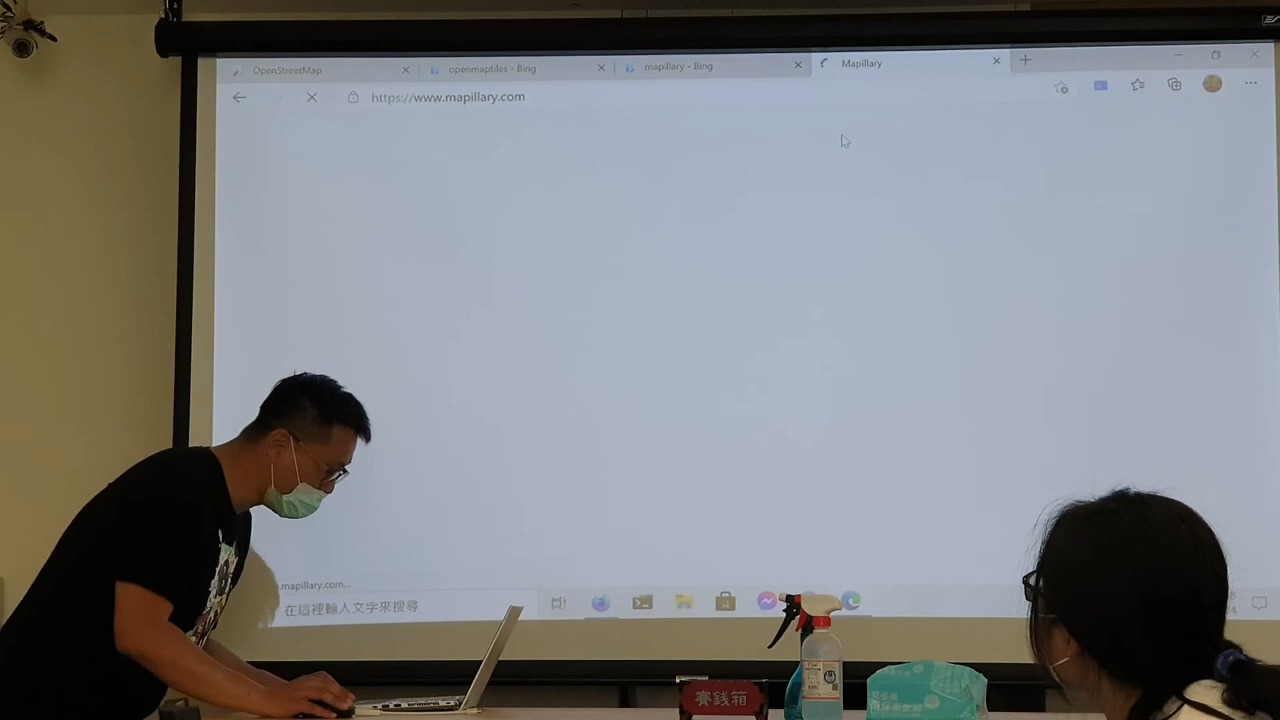 OpenStreetMap
openmaptiles - Bing
mapillary - Bing
Mapillary
https://www.mapillary.com
.mapillary.com...
在這裡輸入文字來搜尋
賽錢箱